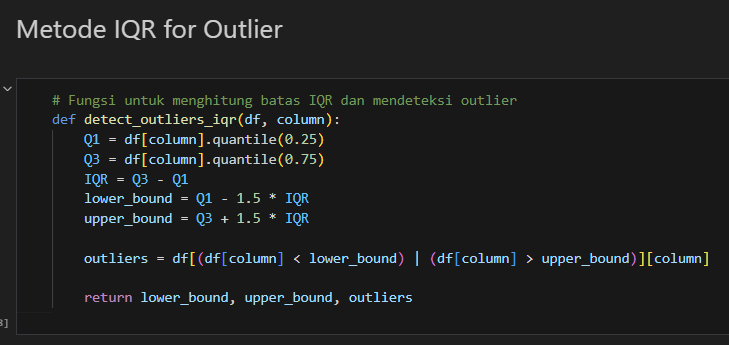 Metode IQR for Outlier
# Fungsi untuk menghitung batas IQR dan mendeteksi outlier
def detect_outliers_iqr(df, column):
Q1 = df[column].quantile(0.25)
Q3 = df[column].quantile(0.75)
IQR = Q3 - Q1
lower_bound = Q1 - 1.5 * IQR
upper_bound = Q3 + 1.5 * IQR
outliers = df[(df[column] < lower_bound) | (df[column] > upper_bound)][column]
return lower_bound, upper_bound, outliers